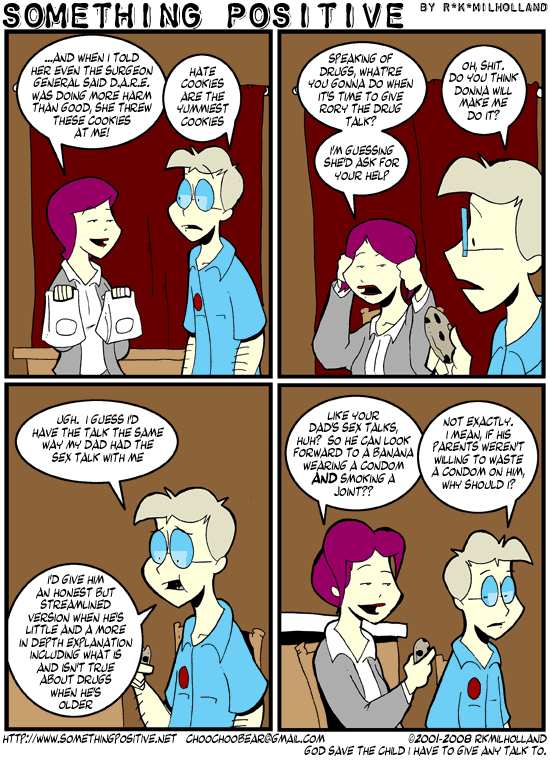 SOMETHING POSITIVE BY R*K*MILHOLLAND
...AND WHEN I TOLD
HER EVEN THE SURGEON
GENERAL SAID D.A.R.E.
WAS DOING MORE HARM
THAN GOOD, SHE THREW
THESE COOKIES
AT ME!
HATE
COOKIES
ARE THE
YUMMIEST
COOKIES
SPEAKING OF
DRUGS, WHAT'RE
YOU GONNA DO WHEN
IT'S TIME TO GIVE
RORY THE DRUG
TALK?
I'M GUESSING
SHE'D ASK FOR
YOUR HELP
OH, SHIT.
DO YOU THINK
DONNA WILL
MAKE ME
DO IT?
UGH. I GUESS I'D
HAVE THE TALK THE SAME
WAY MY DAD HAD THE
SEX TALK WITH ME
I'D GIVE HIM
AN HONEST BUT
STREAMLINED
VERSION WHEN HE'S
LITTLE AND A MORE
IN DEPTH EXPLANATION
INCLUDING WHAT IS
AND ISN'T TRUE
ABOUT DRUGS
WHEN HE'S
OLDER
LIKE YOUR
DAD'S SEX TALKS,
HUH? SO HE CAN LOOK
FORWARD TO A BANANA
WEARING A CONDOM
AND SMOKING A
JOINT??
NOT EXACTLY.
I MEAN, IF HIS
PARENTS WEREN'T
WILLING TO WASTE
A CONDOM ON HIM,
WHY SHOULD I?
HTTP://WWW.SOMETHINGPOSITIVE.NET CHOOCHOOBEAR@GMAIL.COM ©2001-2008 RKMILHOLLAND
GOD SAVE THE CHILD I HAVE TO GIVE ANY TALK TO.